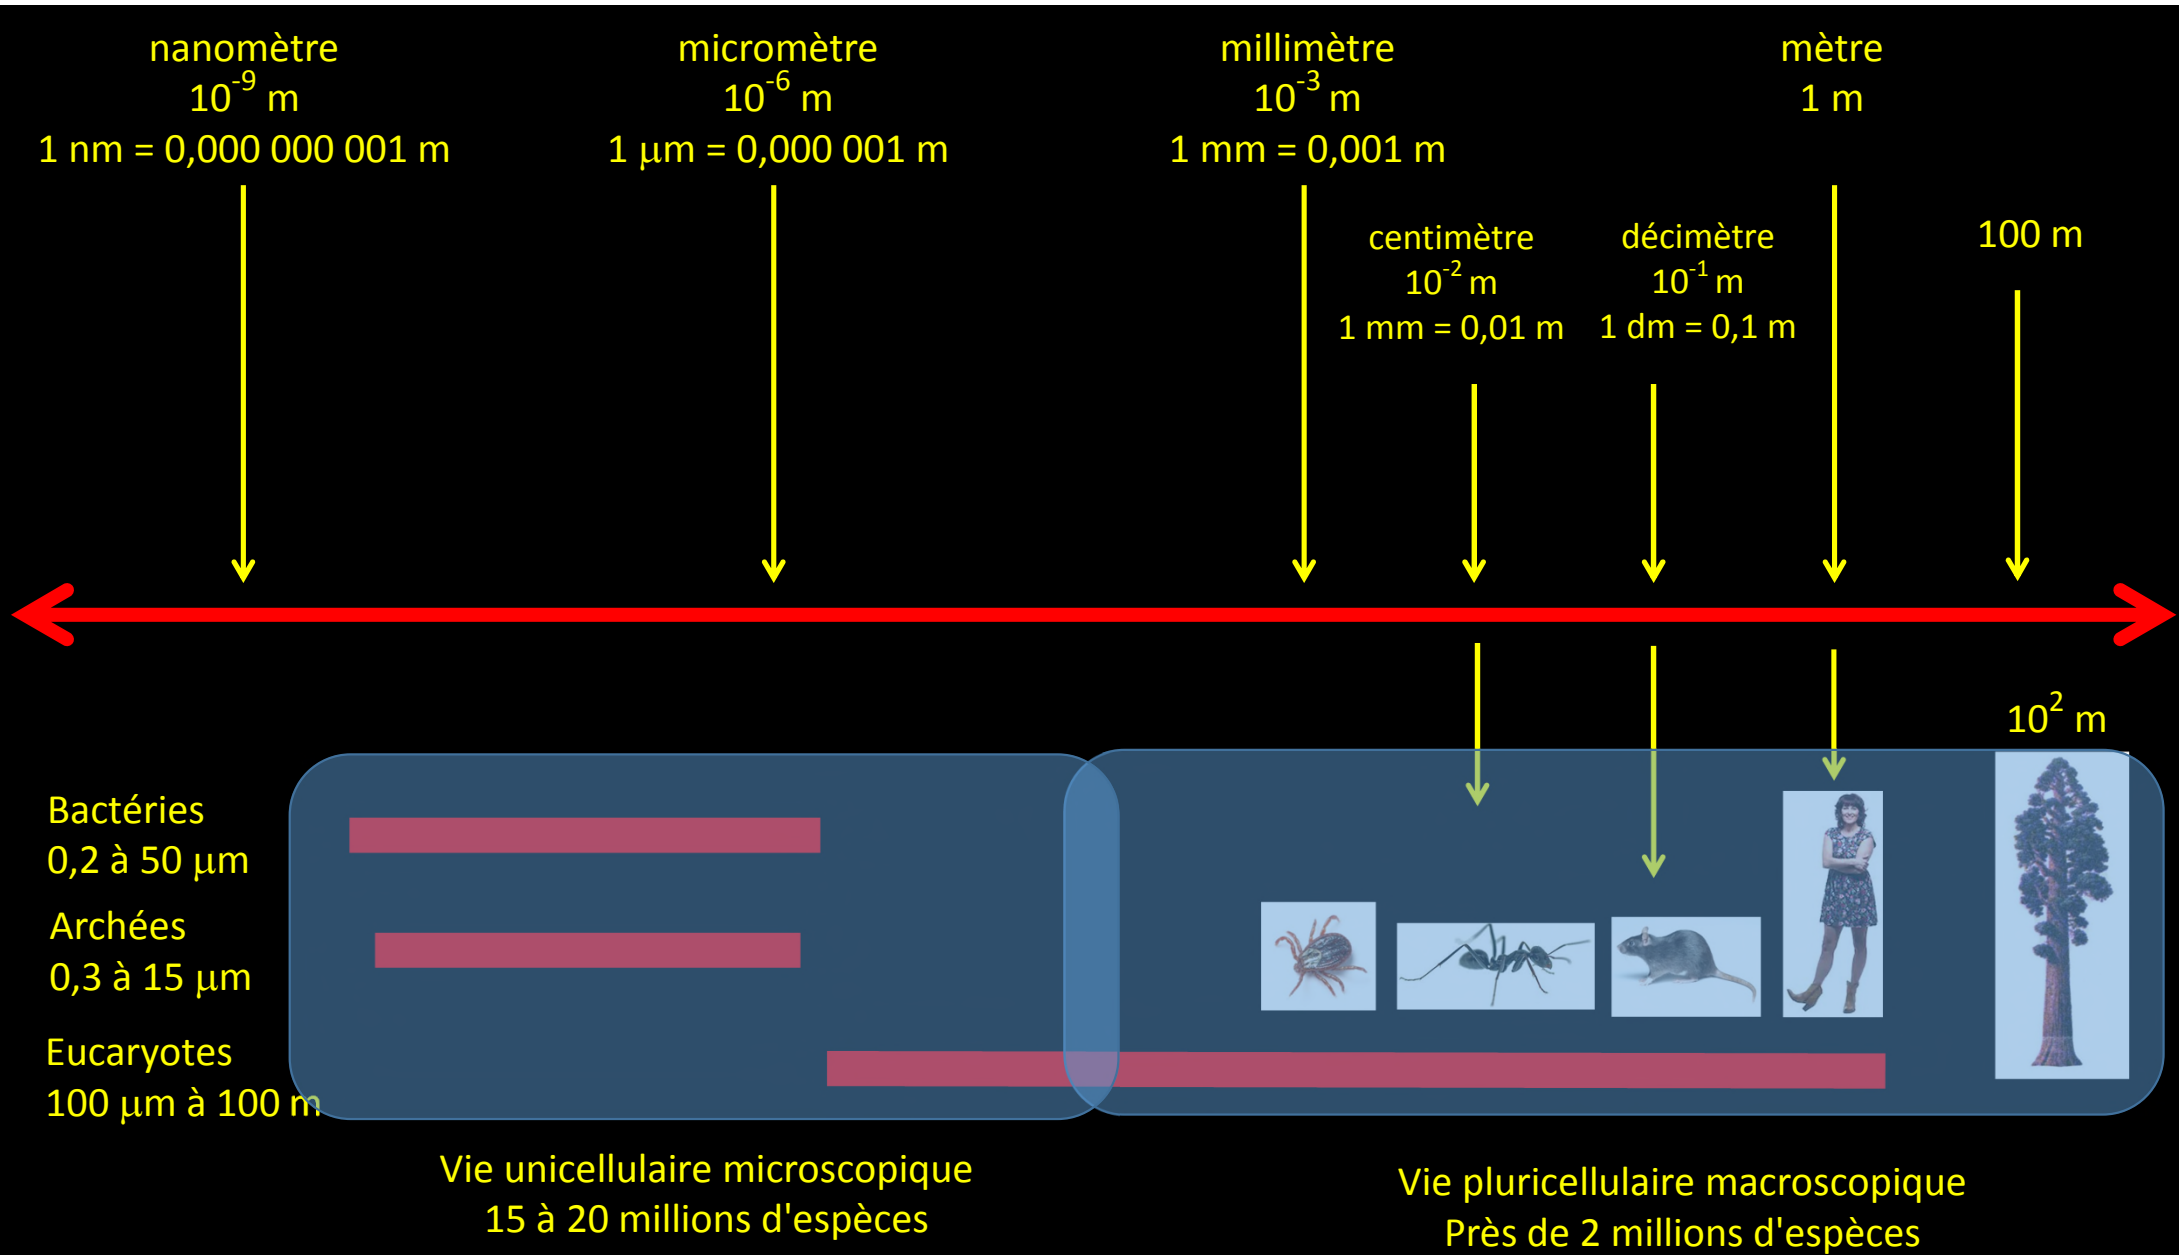 nanomètre
10⁻⁹ m
1 nm = 0,000 000 001 m
micromètre
10⁻⁶ m
1 μm = 0,000 001 m
millimètre
10⁻³ m
1 mm = 0,001 m
mètre
1 m
centimètre
10⁻² m
1 mm = 0,01 m
décimètre
10⁻¹ m
1 dm = 0,1 m
100 m
10² m
Bactéries
0,2 à 50 μm
Archées
0,3 à 15 μm
Eucaryotes
100 μm à 100 m
Vie unicellulaire microscopique
15 à 20 millions d'espèces
Vie pluricellulaire macroscopique
Près de 2 millions d'espèces